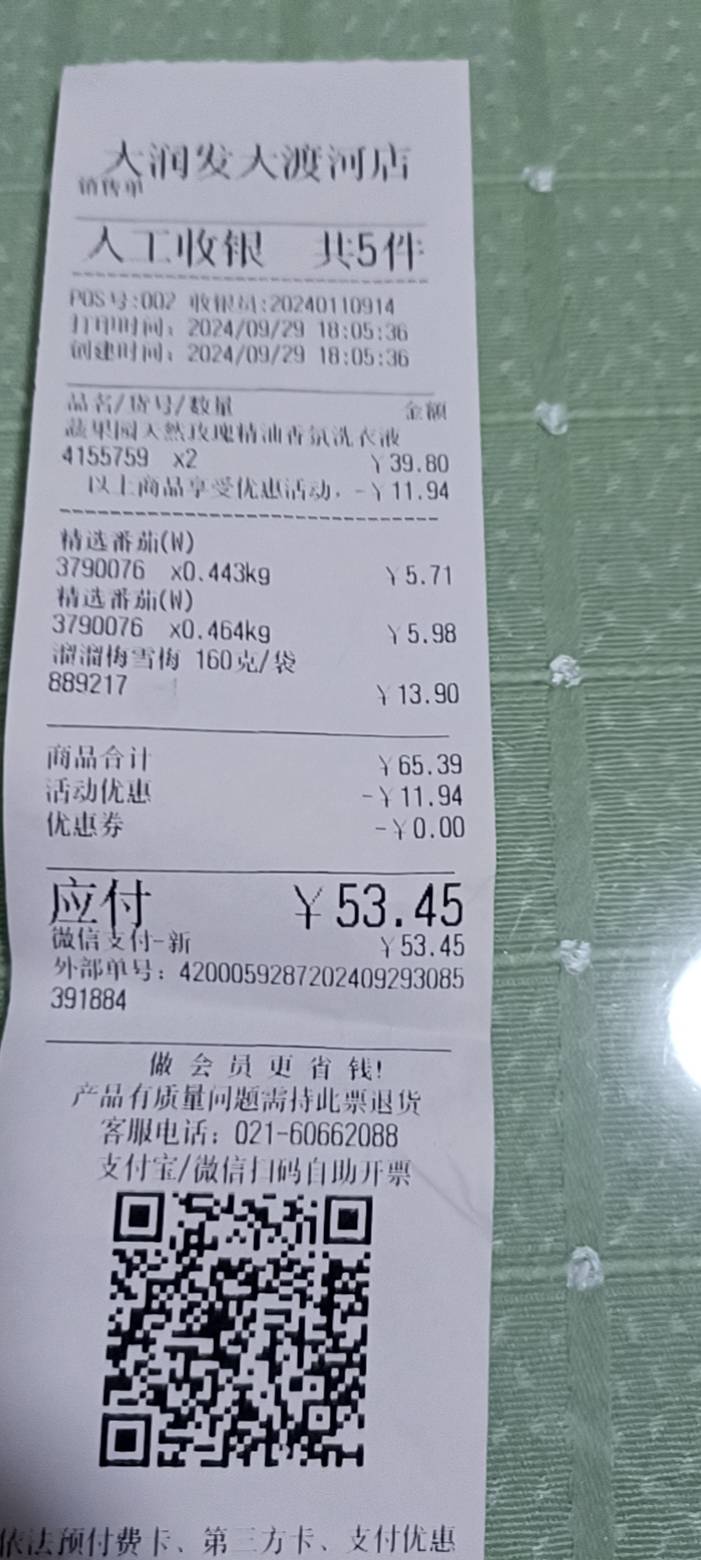 大润发大渡河店
销售单
人工收银 共5件
POS号:002 收银员:20240110914
打印时间: 2024/09/29 18:05:36
创建时间: 2024/09/29 18:05:36
品名/货号/数量 金额
蔬果园天然玫瑰精油香氛洗衣液
4155759 x2 ¥39.80
以上商品享受优惠活动, -¥11.94
精选番茄(W)
3790076 x0.443kg ¥5.71
精选番茄(W)
3790076 x0.464kg ¥5.98
溜溜梅雪梅 160克/袋
889217 ¥13.90
商品合计 ¥65.39
活动优惠 -¥11.94
优惠券 -¥0.00
应付 ¥53.45
微信支付-新 ¥53.45
外部单号: 4200059287202409293085
391884
做会员更省钱!
产品有质量问题需持此票退货
客服电话: 021-60662088
支付宝/微信扫码自助开票
依法预付费卡、第三方卡、支付优惠